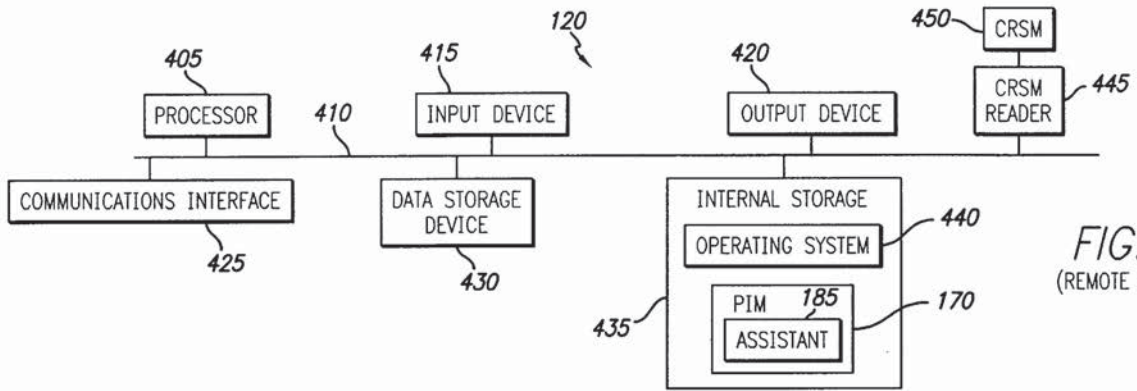 120
450
CRSM
405
415
420
PROCESSOR
410
INPUT DEVICE
OUTPUT DEVICE
CRSM
READER
445
COMMUNICATIONS INTERFACE
425
DATA STORAGE
DEVICE
430
INTERNAL STORAGE
OPERATING SYSTEM
440
435
PIM
185
ASSISTANT
170
FIG.
(REMOTE